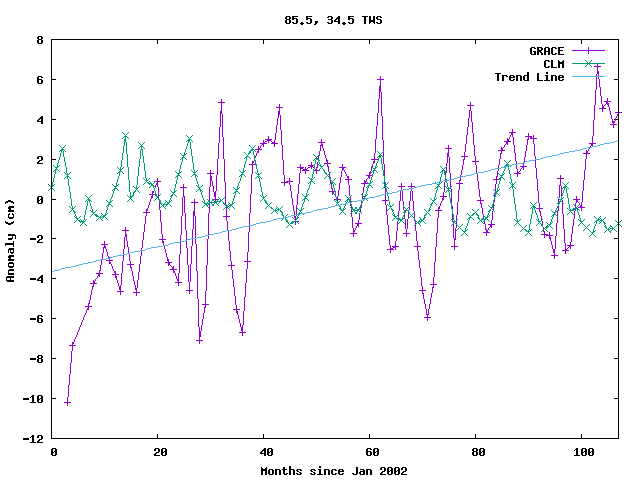 85.5, 34.5 TWS
GRACE
CLM
Trend Line
8
6
4
2
0
-2
-4
-6
-8
-10
-12
Anomaly (cm)
0 20 40 60 80 100
Months since Jan 2002